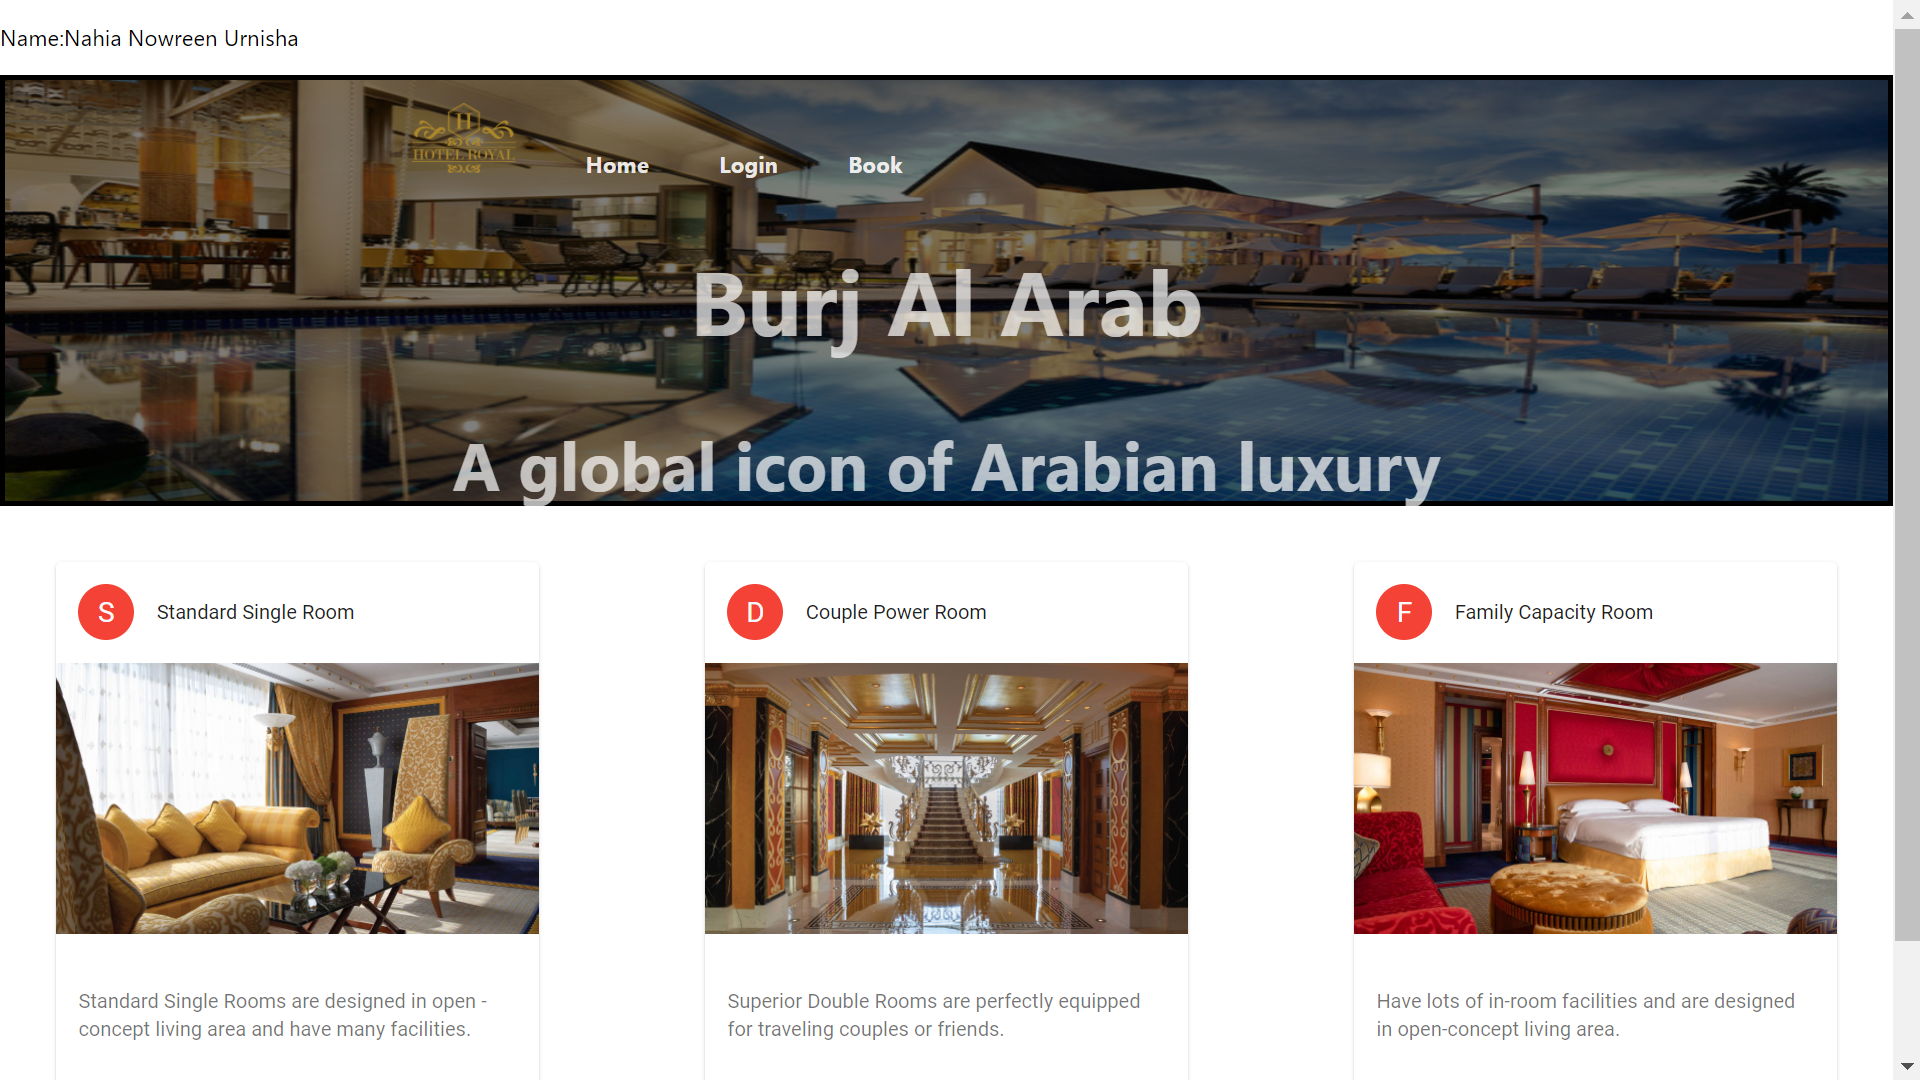 Name:Nahia Nowreen Urnisha
H
HOTEL ROYAL
Home Login Book
Burj Al Arab
A global icon of Arabian luxury
S Standard Single Room
D Couple Power Room
F Family Capacity Room
Standard Single Rooms are designed in open -
concept living area and have many facilities.
Superior Double Rooms are perfectly equipped
for traveling couples or friends.
Have lots of in-room facilities and are designed
in open-concept living area.